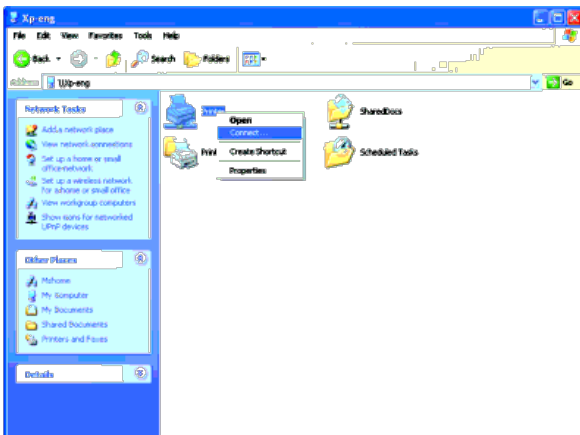 Xp-eng
File Edit View Favorites Tools Help
Back Search Folders
Address \\Xp-eng Go
Network Tasks
Add a network place
View network connections
Set up a home or small
office network
Set up a wireless network
for a home or small office
View workgroup computers
Show icons for networked
UPnP devices
Other Places
Mshome
My Computer
My Documents
Shared Documents
Printers and Faxes
Details
Printer
SharedDocs
Print
Scheduled Tasks
Open
Connect...
Create Shortcut
Properties